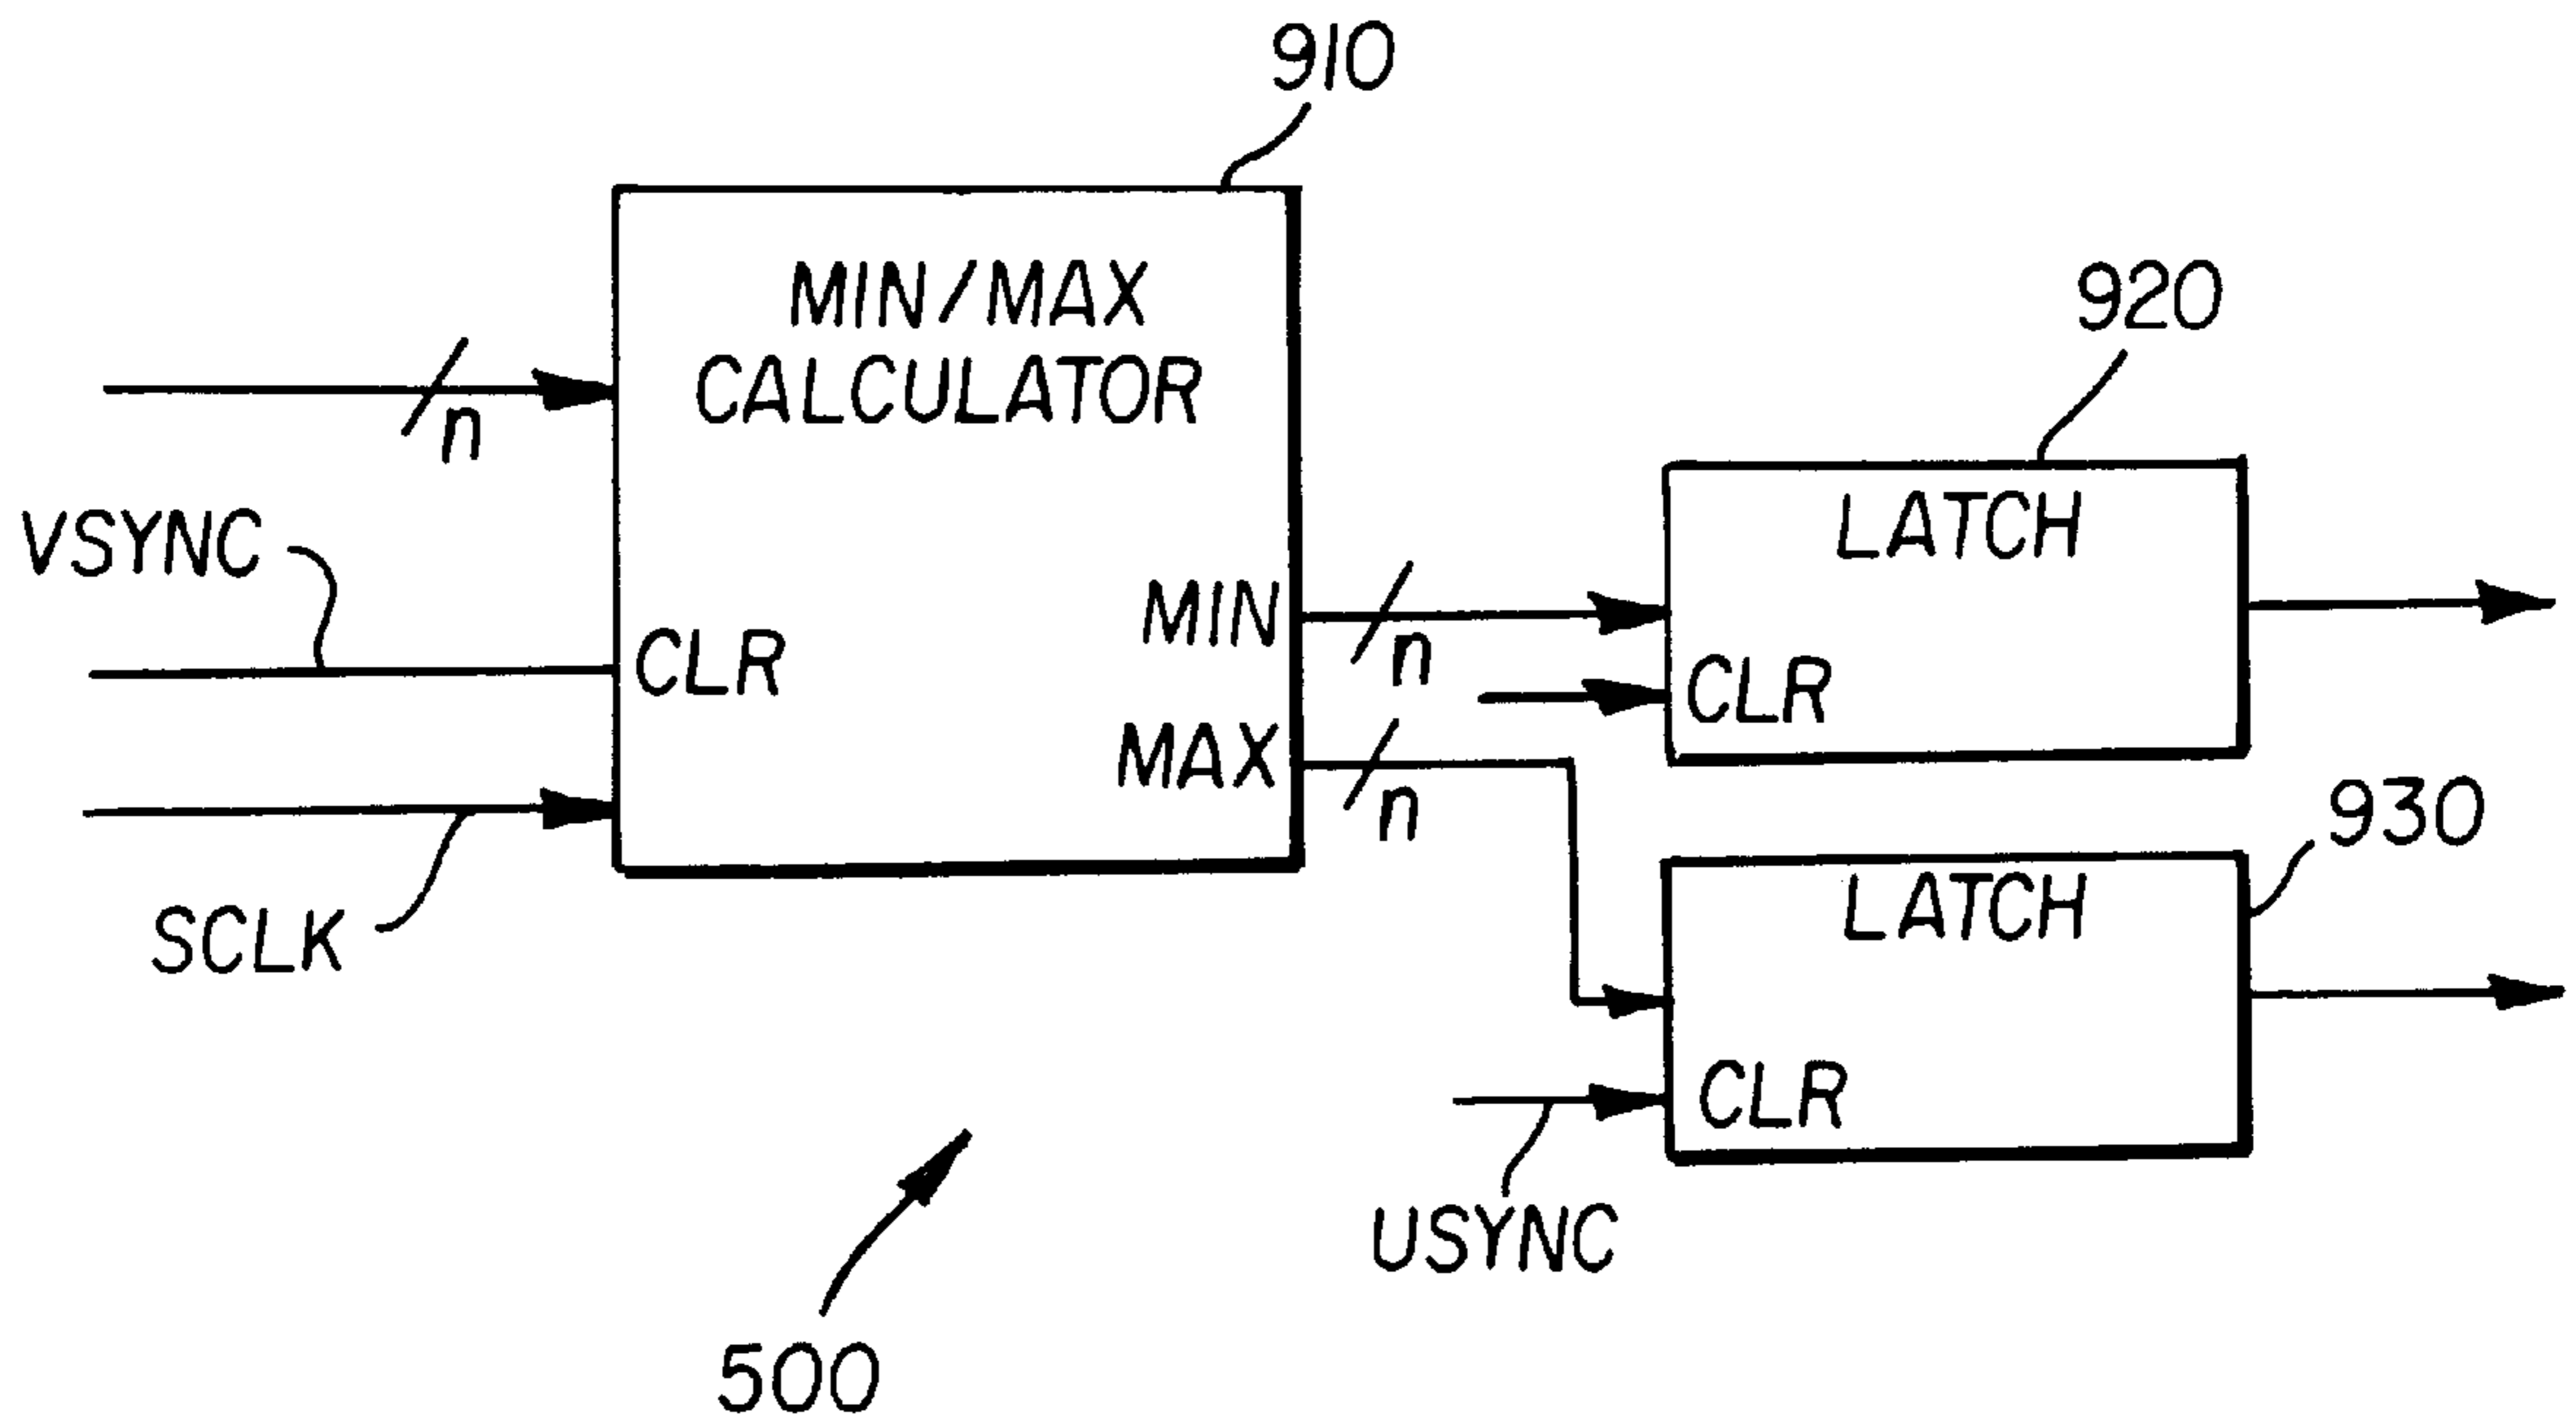 910
MIN/MAX
CALCULATOR
920
n
LATCH
VSYNC
MIN
n
CLR
CLR
MAX
n
930
LATCH
SCLK
CLR
USYNC
500